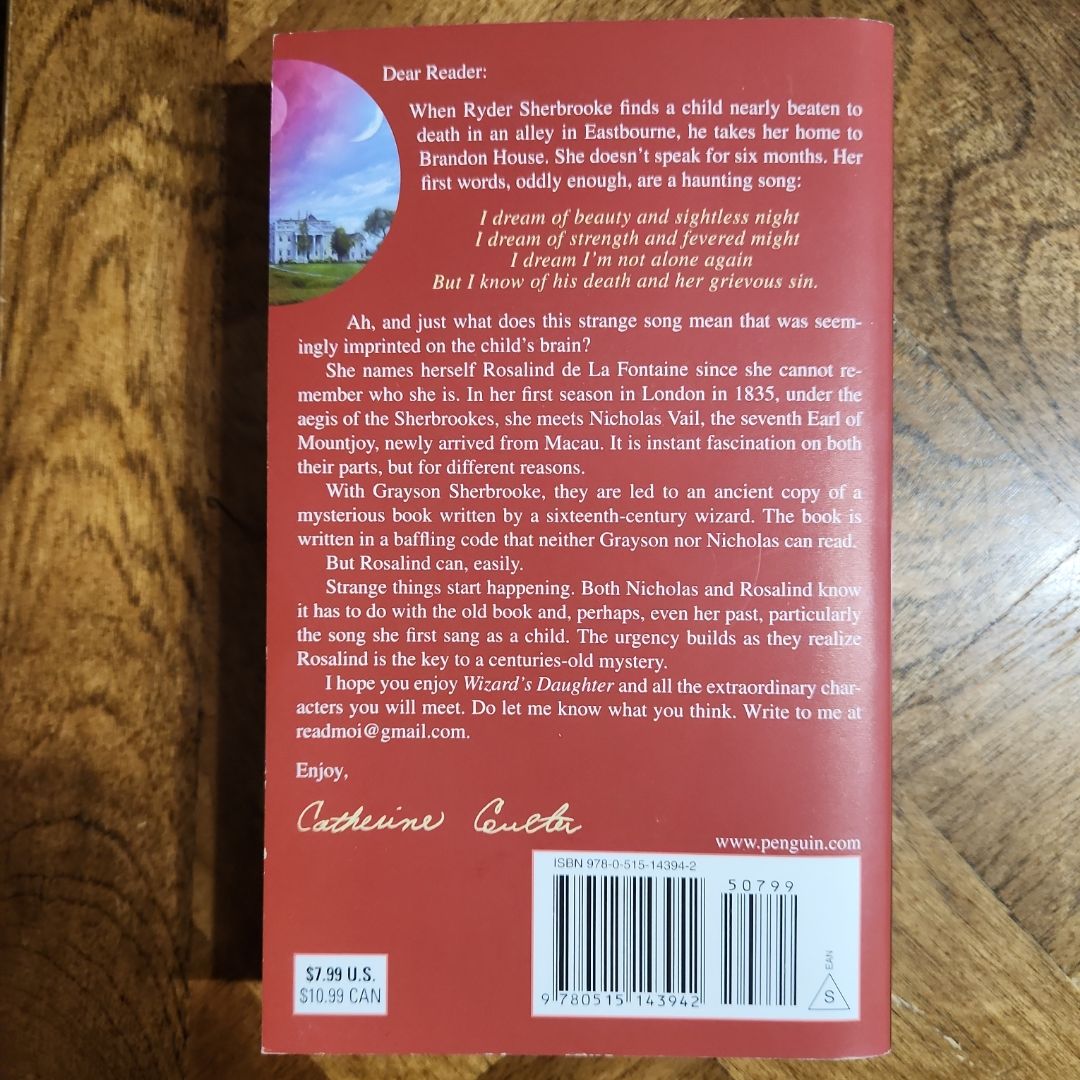 Dear Reader:
When Ryder Sherbrooke finds a child nearly beaten to
death in an alley in Eastbourne, he takes her home to
Brandon House. She doesn't speak for six months. Her
first words, oddly enough, are a haunting song:
I dream of beauty and sightless night
I dream of strength and fevered might
I dream I'm not alone again
But I know of his death and her grievous sin.
Ah, and just what does this strange song mean that was seem-
ingly imprinted on the child's brain?
She names herself Rosalind de La Fontaine since she cannot re-
member who she is. In her first season in London in 1835, under the
aegis of the Sherbrookes, she meets Nicholas Vail, the seventh Earl of
Mountjoy, newly arrived from Macau. It is instant fascination on both
their parts, but for different reasons.
With Grayson Sherbrooke, they are led to an ancient copy of a
mysterious book written by a sixteenth-century wizard. The book is
written in a baffling code that neither Grayson nor Nicholas can read.
But Rosalind can, easily.
Strange things start happening. Both Nicholas and Rosalind know
it has to do with the old book and, perhaps, even her past, particularly
the song she first sang as a child. The urgency builds as they realize
Rosalind is the key to a centuries-old mystery.
I hope you enjoy Wizard's Daughter and all the extraordinary char-
acters you will meet. Do let me know what you think. Write to me at
readmoi@gmail.com.
Enjoy,
Catherine Coulter
www.penguin.com
ISBN 978-0-515-14394-2
50799
9 780515 143942
EAN
S
$7.99 U.S.
$10.99 CAN